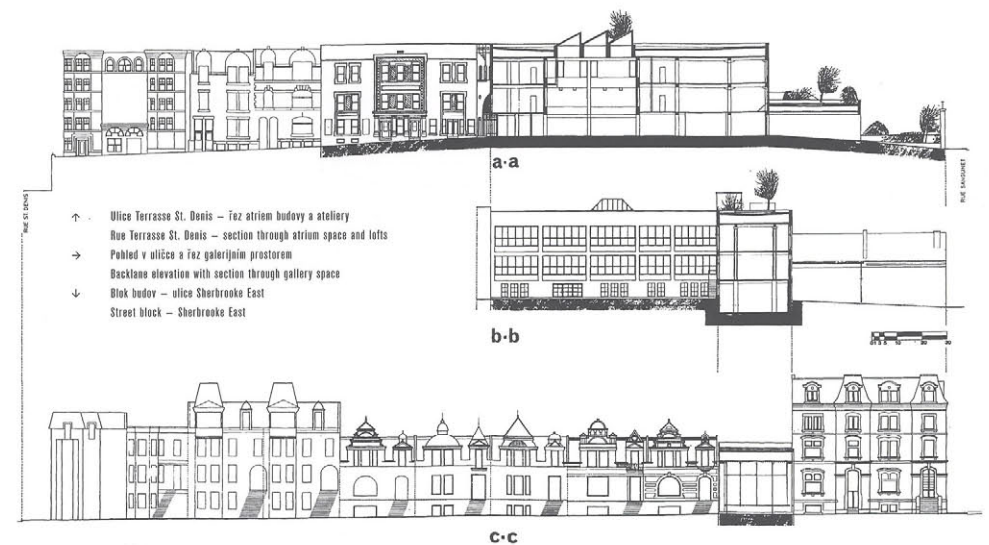 a·a
RUE ST. DENIS
RUE SANGUINET
↑ Ulice Terrasse St. Denis – řez atriem budovy a ateliery
Rue Terrasse St. Denis – section through atrium space and lofts
→ Pohled v uličce a řez galerijním prostorem
Backlane elevation with section through gallery space
↓ Blok budov – ulice Sherbrooke East
Street block – Sherbrooke East
b·b
c·c